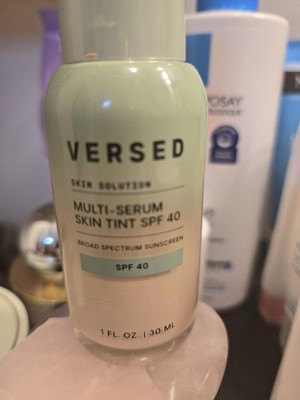 VERSED
SKIN SOLUTION
MULTI-SERUM
SKIN TINT SPF 40
BROAD SPECTRUM SUNSCREEN
SPF 40
1 FL. OZ. | 30 ML
OSAY